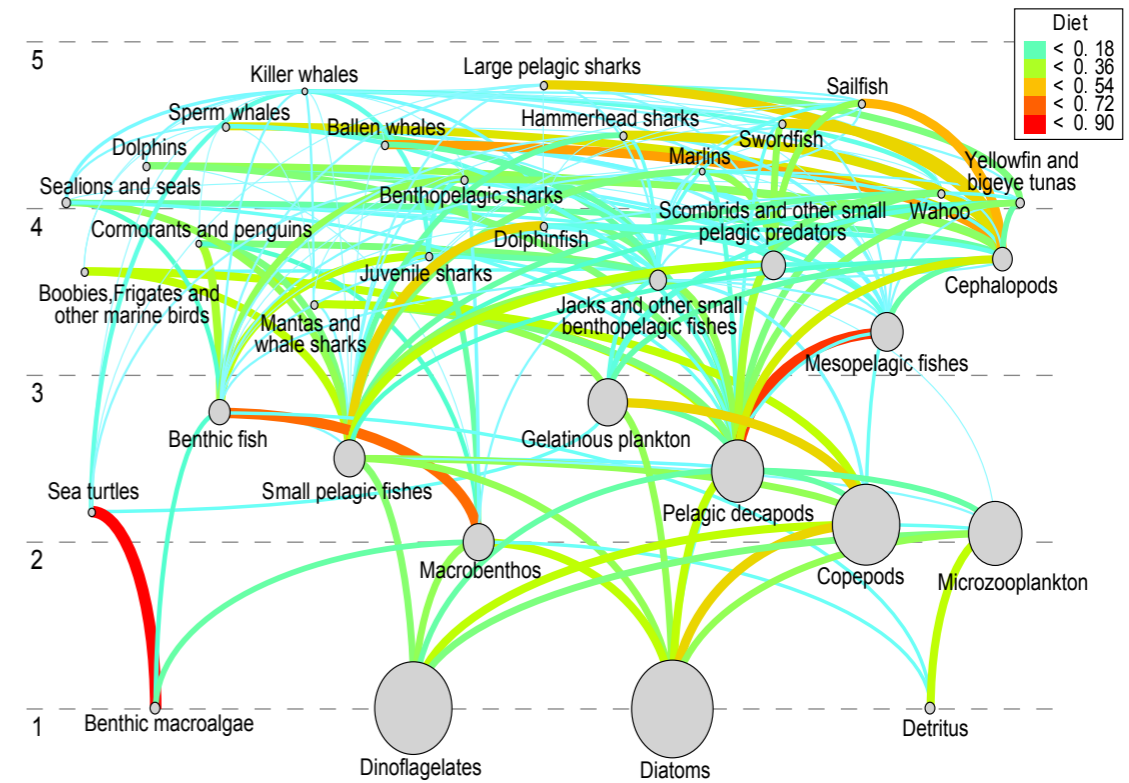 Diet
< 0. 18
< 0. 36
< 0. 54
< 0. 72
< 0. 90
5
Killer whales
Large pelagic sharks
Sailfish
Sperm whales
Ballen whales
Hammerhead sharks
Swordfish
Dolphins
Marlins
Yellowfin and
bigeye tunas
Sealions and seals
Benthopelagic sharks
Wahoo
4
Scombrids and other small
pelagic predators
Cormorants and penguins
Dolphinfish
Juvenile sharks
Cephalopods
Boobies,Frigates and
other marine birds
Jacks and other small
benthopelagic fishes
Mantas and
whale sharks
Mesopelagic fishes
3
Benthic fish
Gelatinous plankton
Sea turtles
Small pelagic fishes
Pelagic decapods
2
Macrobenthos
Copepods
Microzooplankton
1
Benthic macroalgae
Detritus
Dinoflagelates
Diatoms